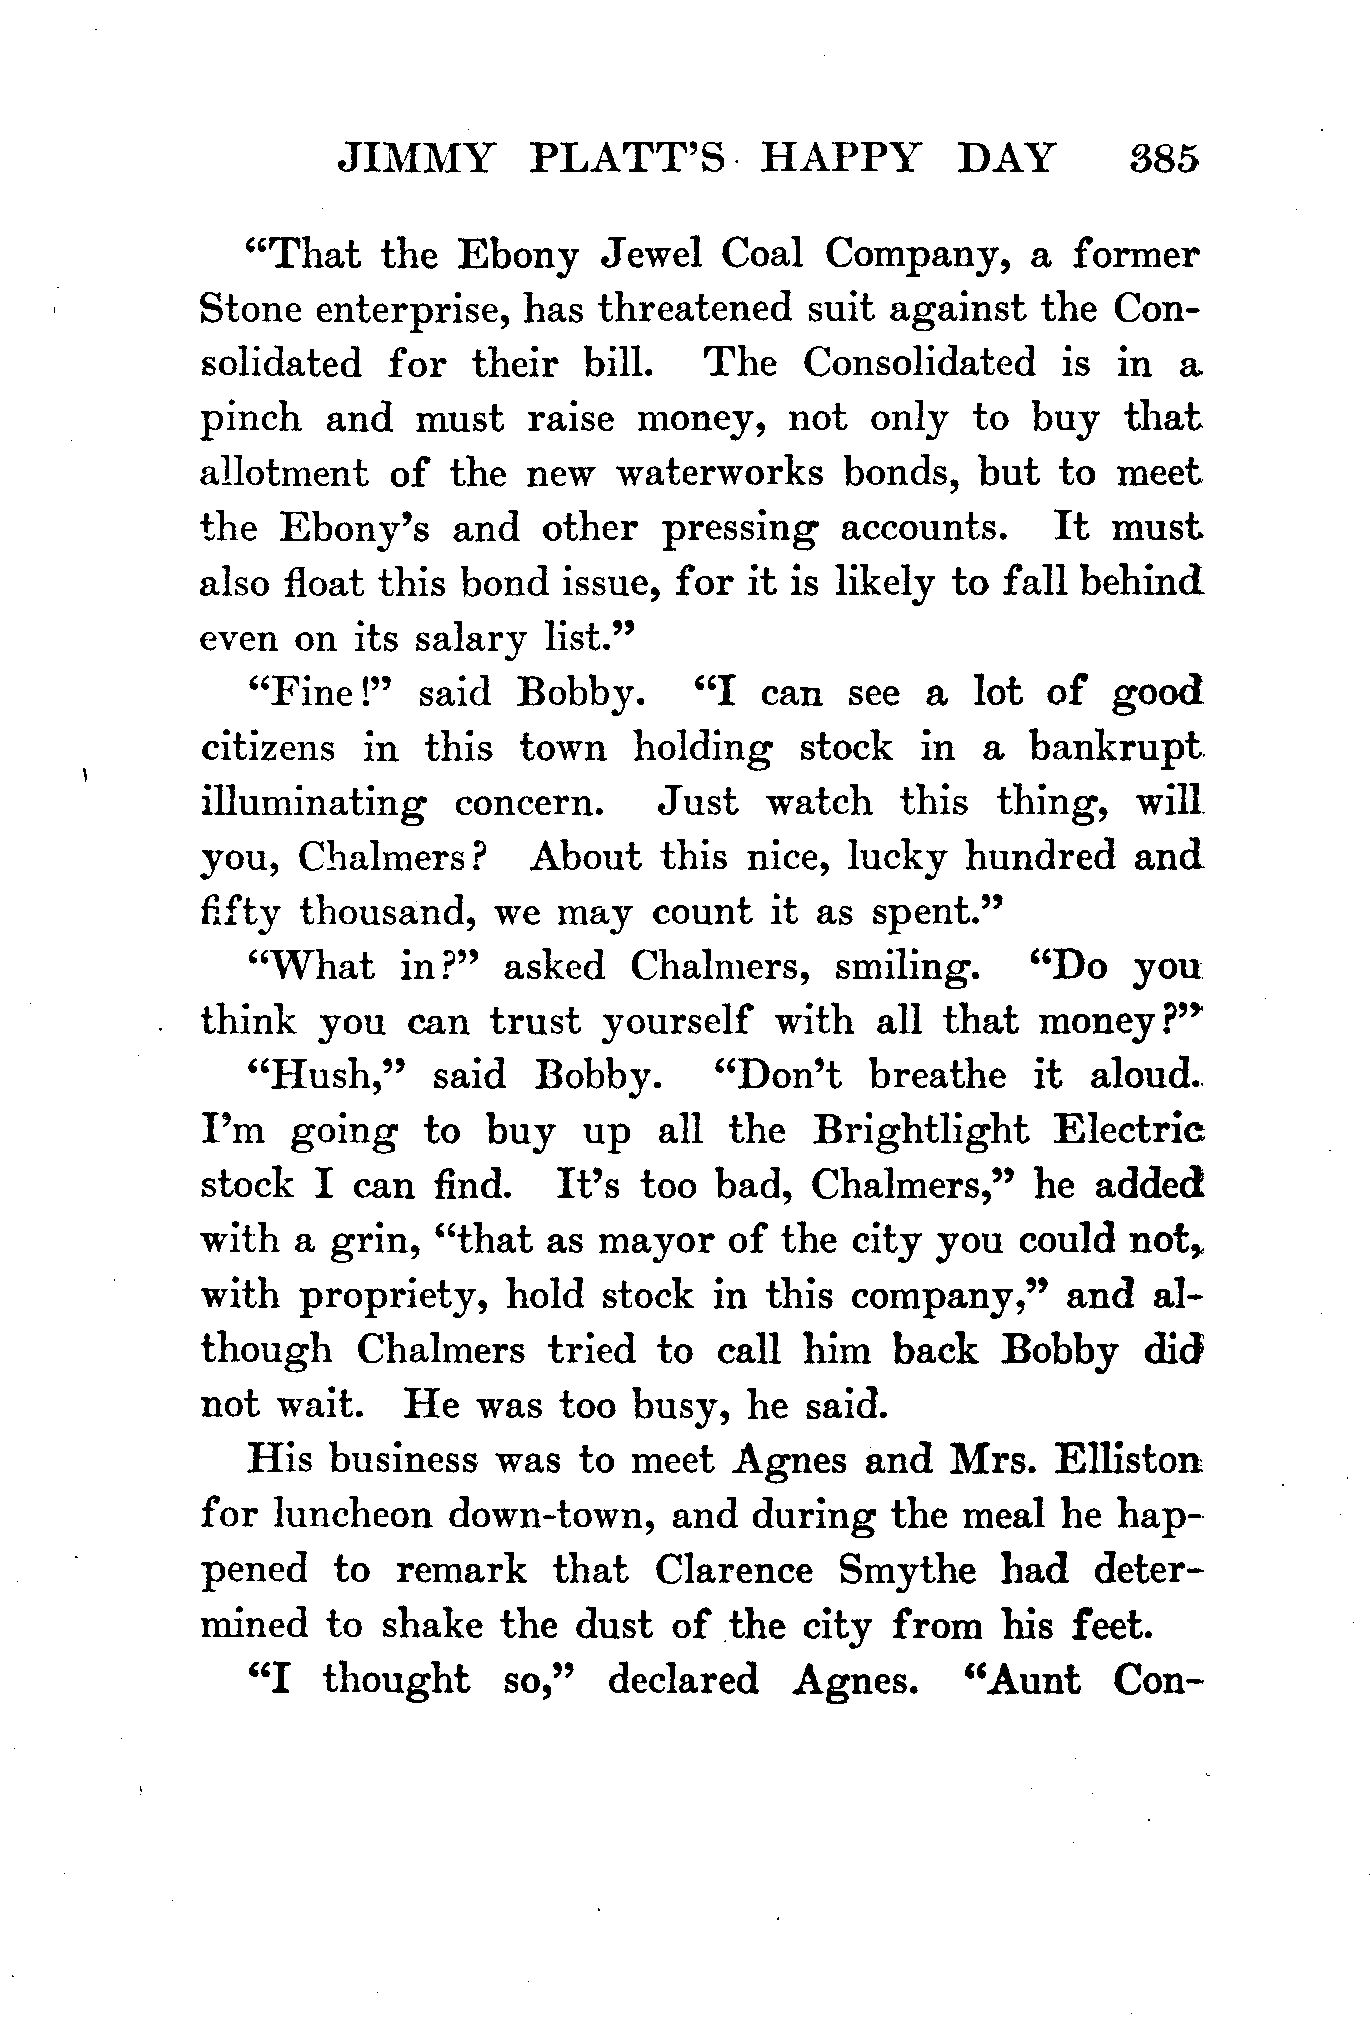 JIMMY PLATT'S HAPPY DAY 385
“That the Ebony Jewel Coal Company, a former
Stone enterprise, has threatened suit against the Con-
solidated for their bill. The Consolidated is in a
pinch and must raise money, not only to buy that
allotment of the new waterworks bonds, but to meet
the Ebony’s and other pressing accounts. It must
also float this bond issue, for it is likely to fall behind
even on its salary list.”
“Fine!” said Bobby. “I can see a lot of good
citizens in this town holding stock in a bankrupt
illuminating concern. Just watch this thing, will
you, Chalmers? About this nice, lucky hundred and
fifty thousand, we may count it as spent.”
“What in?” asked Chalmers, smiling. “Do you
think you can trust yourself with all that money?”
“Hush,” said Bobby. “Don’t breathe it aloud.
I’m going to buy up all the Brightlight Electric
stock I can find. It’s too bad, Chalmers,” he added
with a grin, “that as mayor of the city you could not,
with propriety, hold stock in this company,” and al-
though Chalmers tried to call him back Bobby did
not wait. He was too busy, he said.
His business was to meet Agnes and Mrs. Elliston
for luncheon down-town, and during the meal he hap-
pened to remark that Clarence Smythe had deter-
mined to shake the dust of the city from his feet.
“I thought so,” declared Agnes. “Aunt Con-